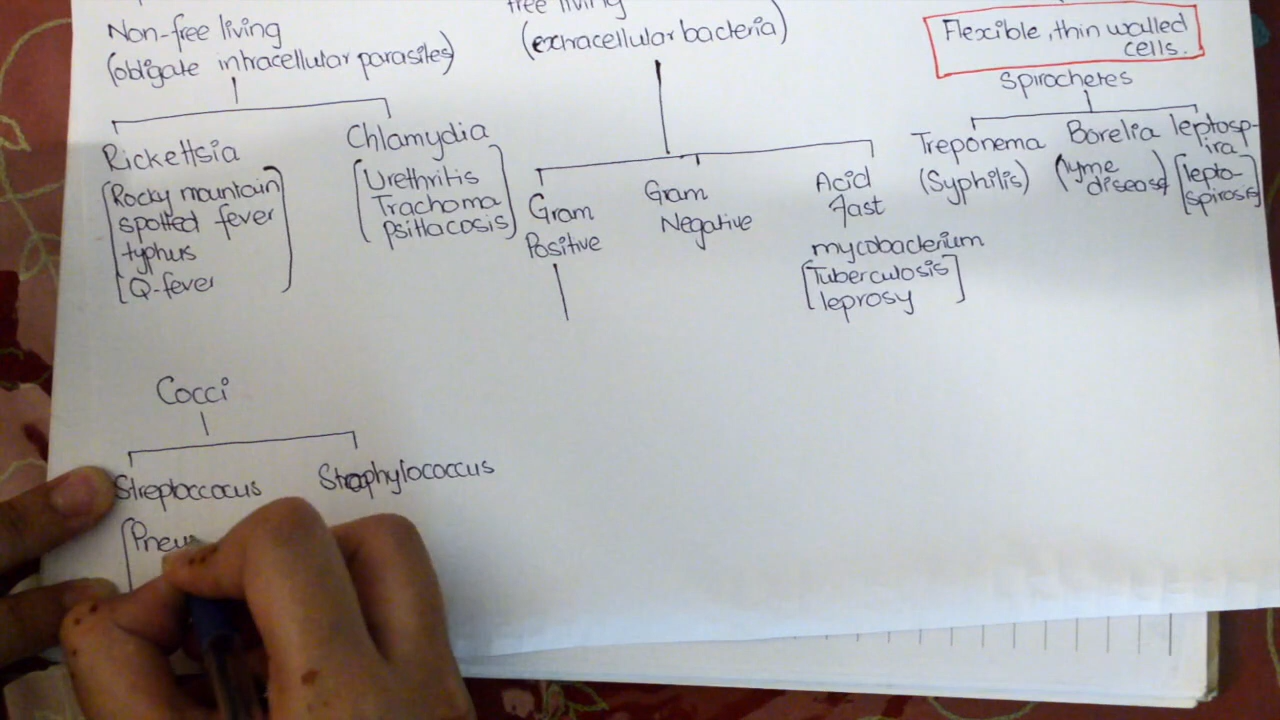 Non-free living
(obligate intracellular parasites)
free living
(extracellular bacteria)
Flexible, thin walled
cells.
Spirochetes
Rickettsia
Rocky mountain
spotted fever
typhus
Q-fever
Chlamydia
Urethritis
Trachoma
psittacosis
Gram
Positive
Gram
Negative
Acid
fast
mycobacterium
Tuberculosis
leprosy
Treponema
(Syphilis)
Borelia
(lyme
disease)
leptosp-
ira
lepto-
spirosis
Cocci
Streptoccocus
Staphylococcus
Pneu